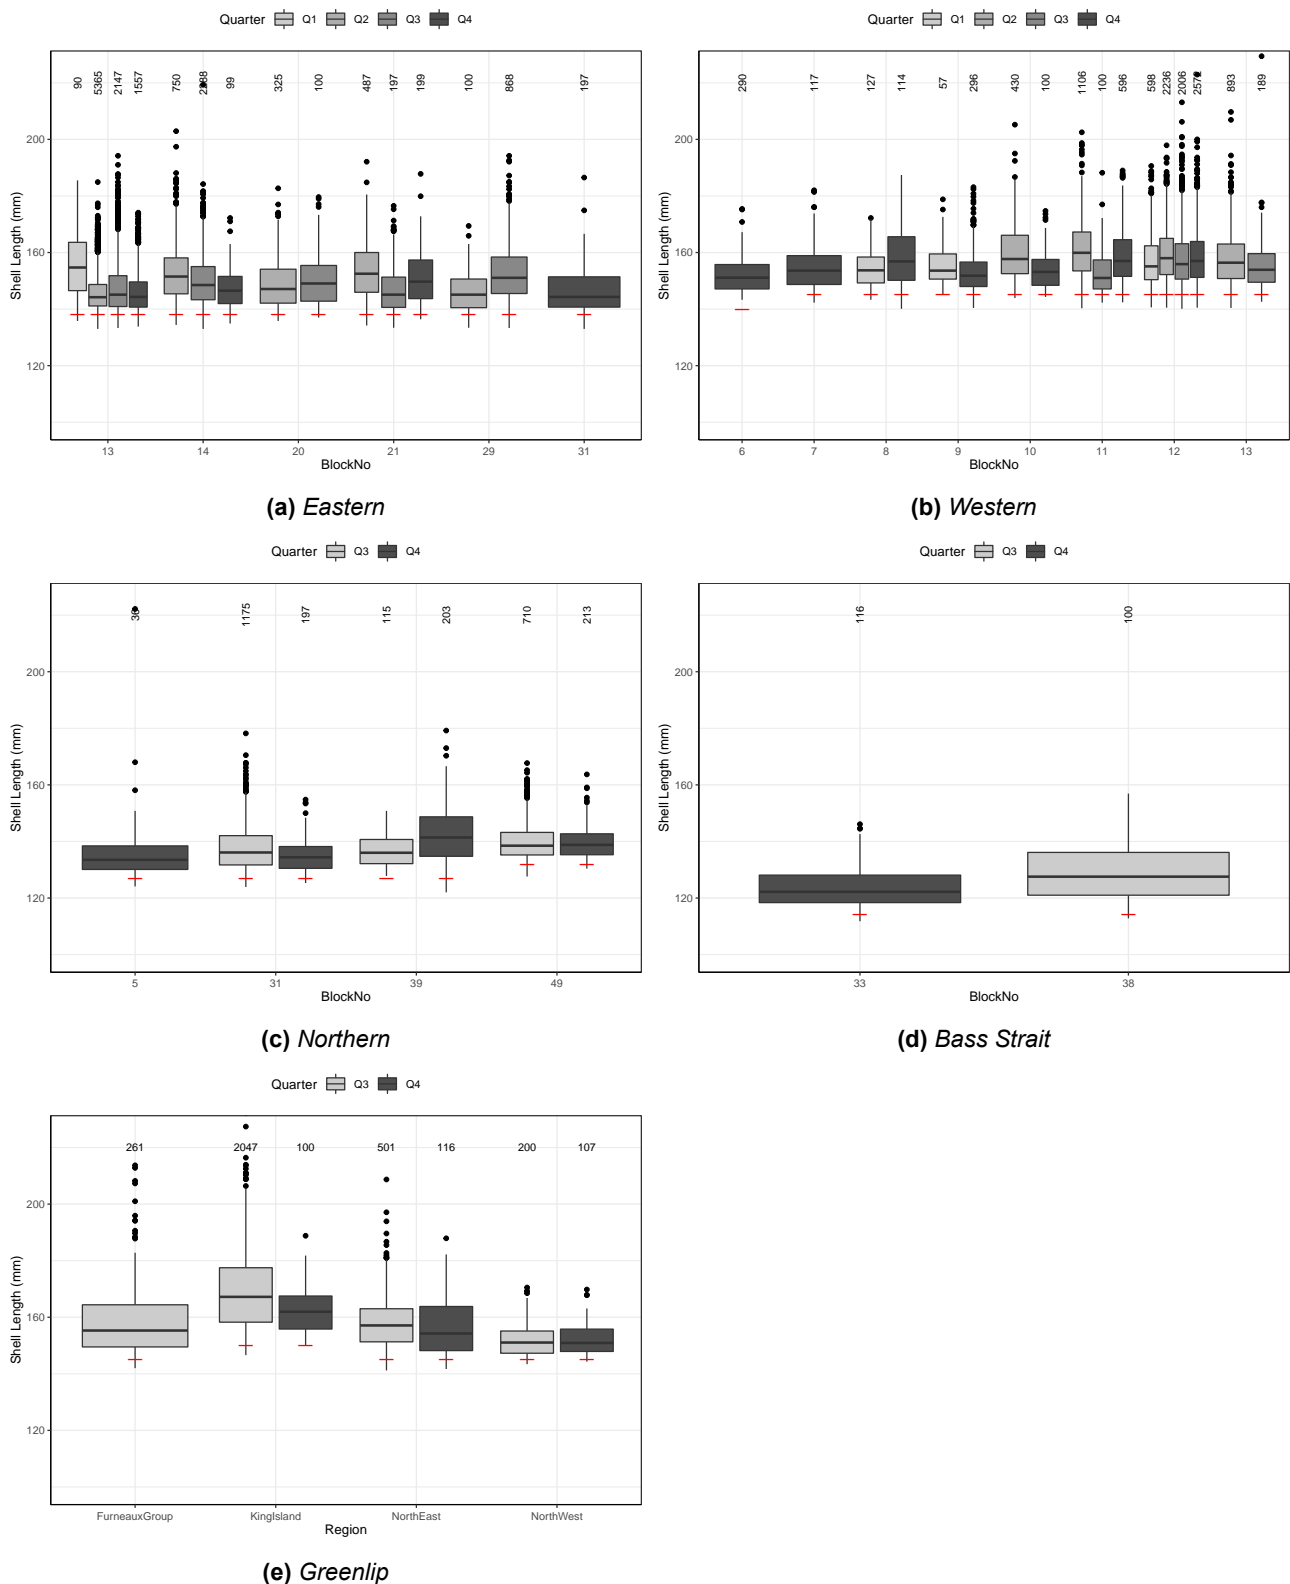 Quarter Q1 Q2 Q3 Q4
90 5365 2147 1557 750 99 325 100 487 197 199 100 868 197
200
160
120
Shell Length (mm)
13 14 20 21 29 31
BlockNo
(a) Eastern
Quarter Q1 Q2 Q3 Q4
290 117 127 114 57 296 430 100 1106 100 596 598 2236 2006 893 189
200
160
120
Shell Length (mm)
6 7 8 9 10 11 12 13
BlockNo
(b) Western
Quarter Q3 Q4
1175 197 115 203 710 213
200
160
120
Shell Length (mm)
5 31 39 49
BlockNo
(c) Northern
Quarter Q3 Q4
116 100
200
160
120
Shell Length (mm)
33 38
BlockNo
(d) Bass Strait
Quarter Q3 Q4
261 2047 100 501 116 200 107
200
160
120
Shell Length (mm)
FurneauxGroup KingIsland NorthEast NorthWest
Region
(e) Greenlip